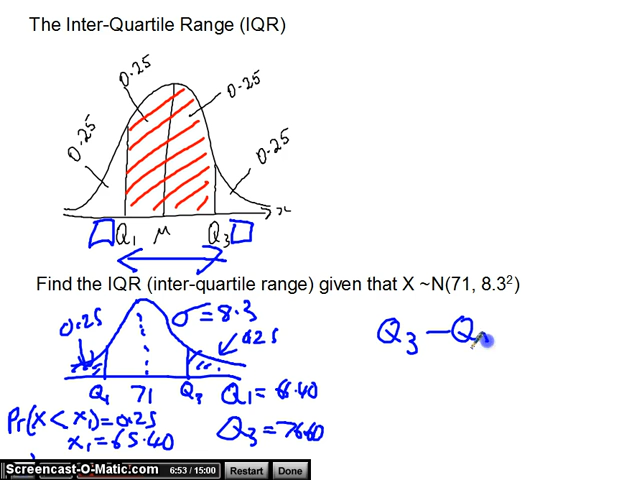 The Inter-Quartile Range (IQR)
0.25
0.25
0.25
0.25
Q1 μ Q3 x
Find the IQR (inter-quartile range) given that X ~N(71, 8.3²)
0.25 σ = 8.3
0.25
Q1 71 Q3 Q1 = 65.40
Pr(X < x1) = 0.25
x1 = 65.40 Q3 = 76.60
Q3 — Q
Screencast-O-Matic.com 6:53 / 15:00 Restart Done